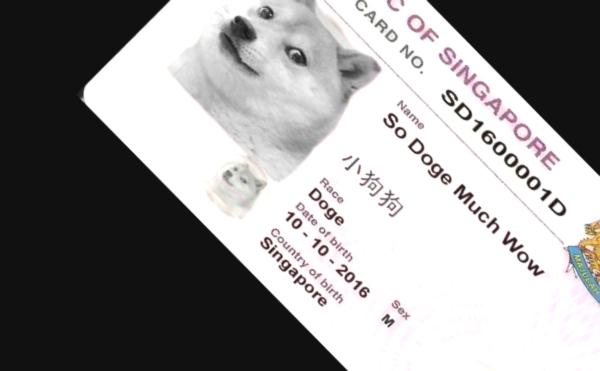 C OF SINGAPORE
CARD NO. SD1600001D
Name
So Doge Much Wow
小狗狗
Race
Doge
Date of birth
10 - 10 - 2016
Sex
M
Country of birth
Singapore
MAJULAH